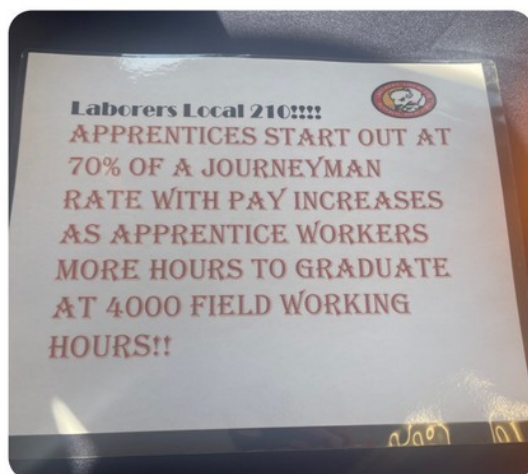 Laborers Local 210!!!!
APPRENTICES START OUT AT
70% OF A JOURNEYMAN
RATE WITH PAY INCREASES
AS APPRENTICE WORKERS
MORE HOURS TO GRADUATE
AT 4000 FIELD WORKING
HOURS!!